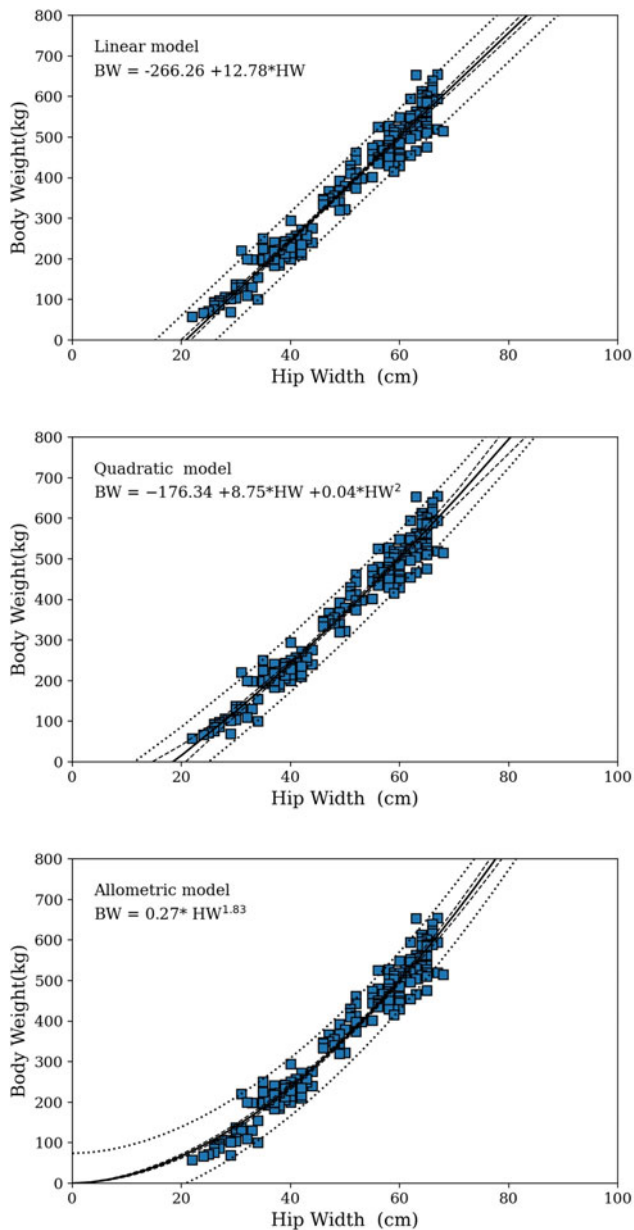 800
700
600
500
400
300
200
100
0
Body Weight(kg)
Linear model
BW = -266.26 +12.78*HW
0 20 40 60 80 100
Hip Width (cm)
800
700
600
500
400
300
200
100
0
Body Weight(kg)
Quadratic model
BW = −176.34 +8.75*HW +0.04*HW²
0 20 40 60 80 100
Hip Width (cm)
800
700
600
500
400
300
200
100
0
Body Weight(kg)
Allometric model
BW = 0.27* HW¹·⁸³
0 20 40 60 80 100
Hip Width (cm)